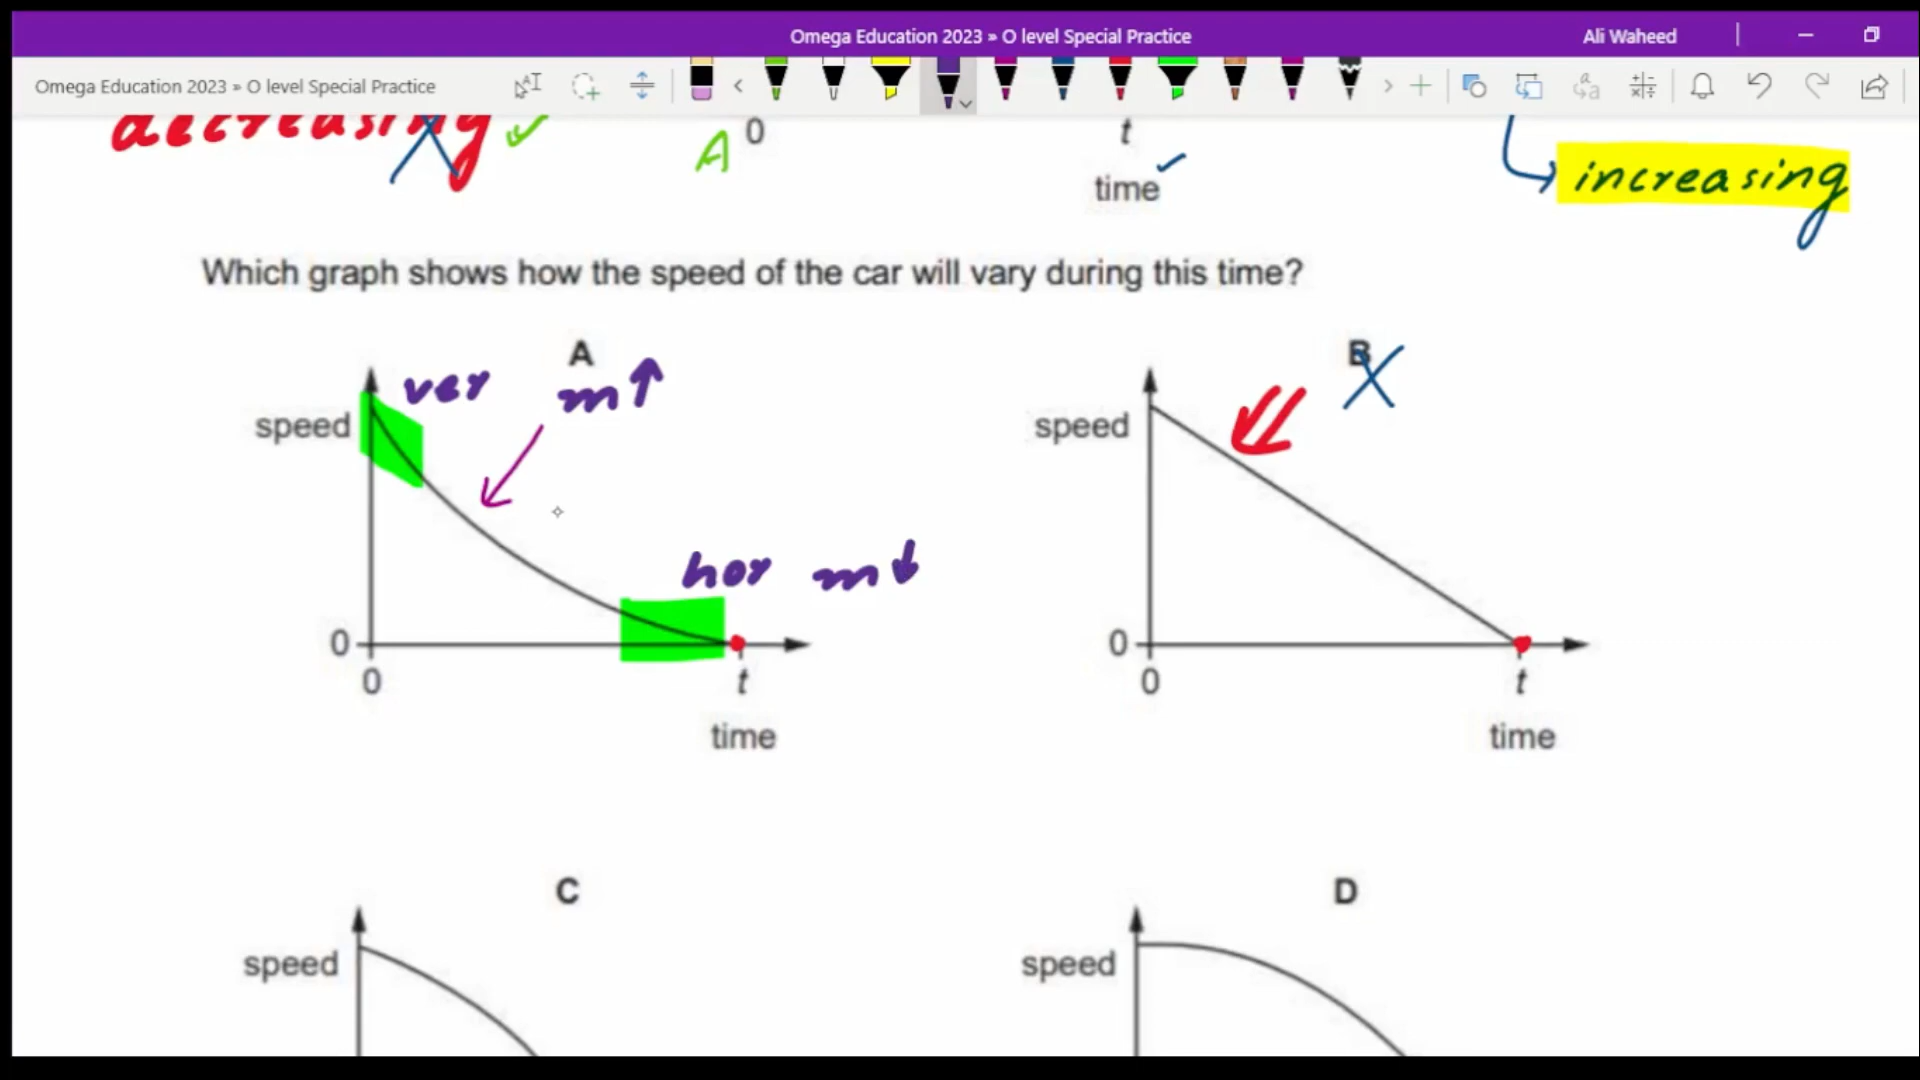 Omega Education 2023 » O level Special Practice
Ali Waheed
Omega Education 2023 » O level Special Practice
decreasing
A
0
t
time
increasing
Which graph shows how the speed of the car will vary during this time?
A
B
ver
m↑
speed
speed
hor m↓
0
0
0
t
0
t
time
time
C
D
speed
speed